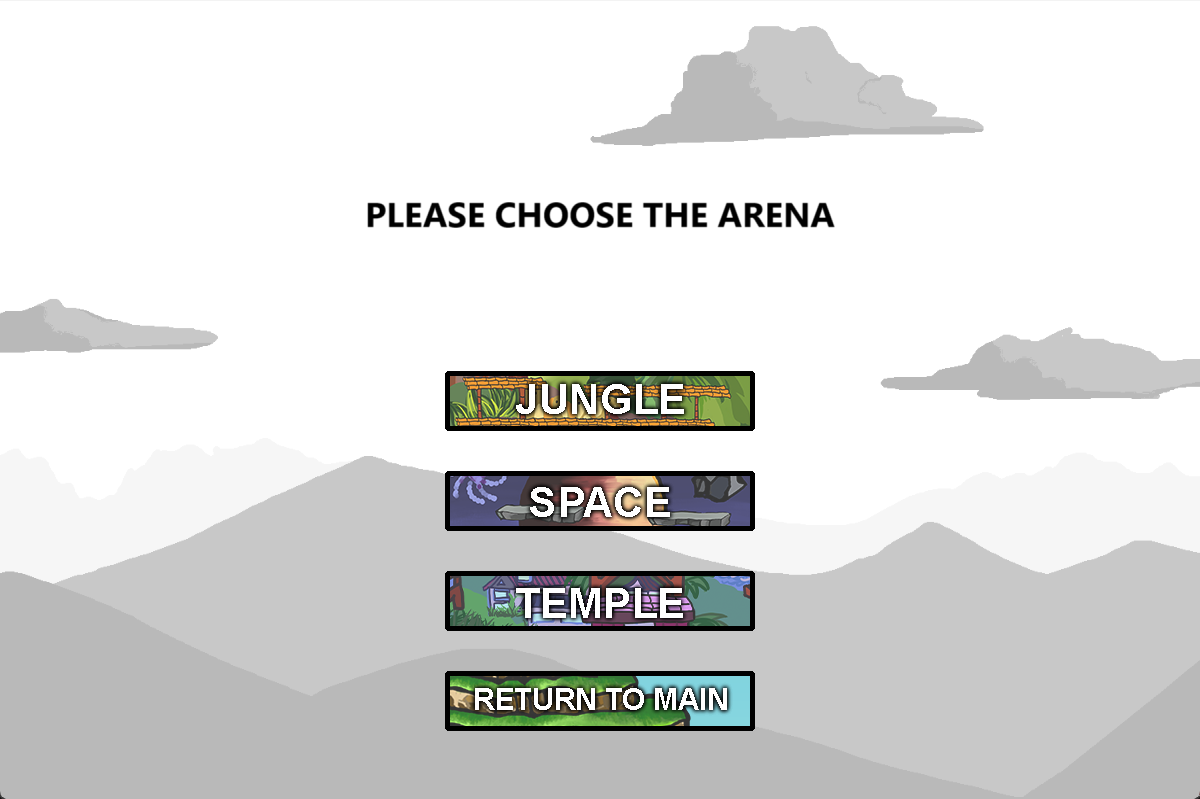 PLEASE CHOOSE THE ARENA
JUNGLE
SPACE
TEMPLE
RETURN TO MAIN